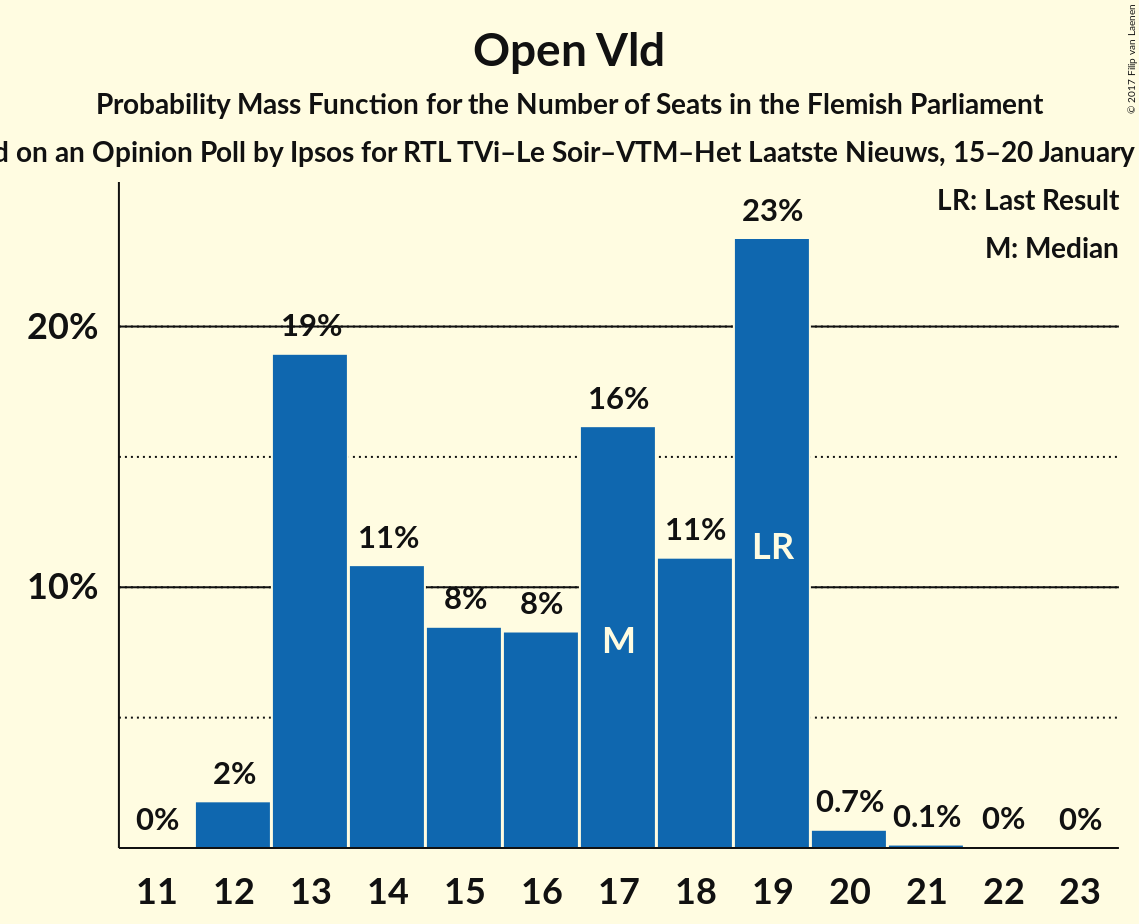 Open Vld
Probability Mass Function for the Number of Seats in the Flemish Parliament
on an Opinion Poll by Ipsos for RTL TVi–Le Soir–VTM–Het Laatste Nieuws, 15–20 January
© 2017 Filip van Laenen
LR: Last Result
M: Median
23%
20%
19%
16%
11%
11%
LR
10%
8%
8%
M
2%
0%
0.7%
0.1%
0%
0%
11 12 13 14 15 16 17 18 19 20 21 22 23